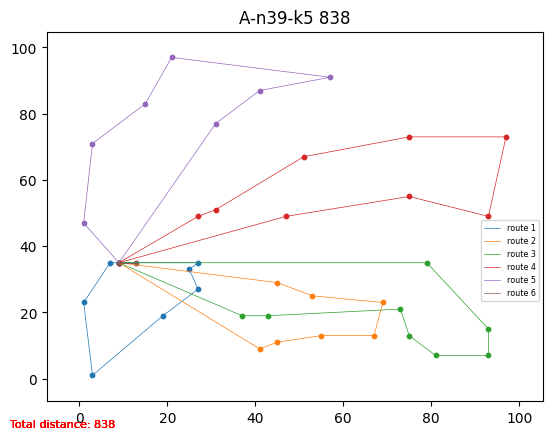 A-n39-k5 838
100
80
60
40
20
0
route 1
route 2
route 3
route 4
route 5
route 6
0 20 40 60 80 100
Total distance: 838